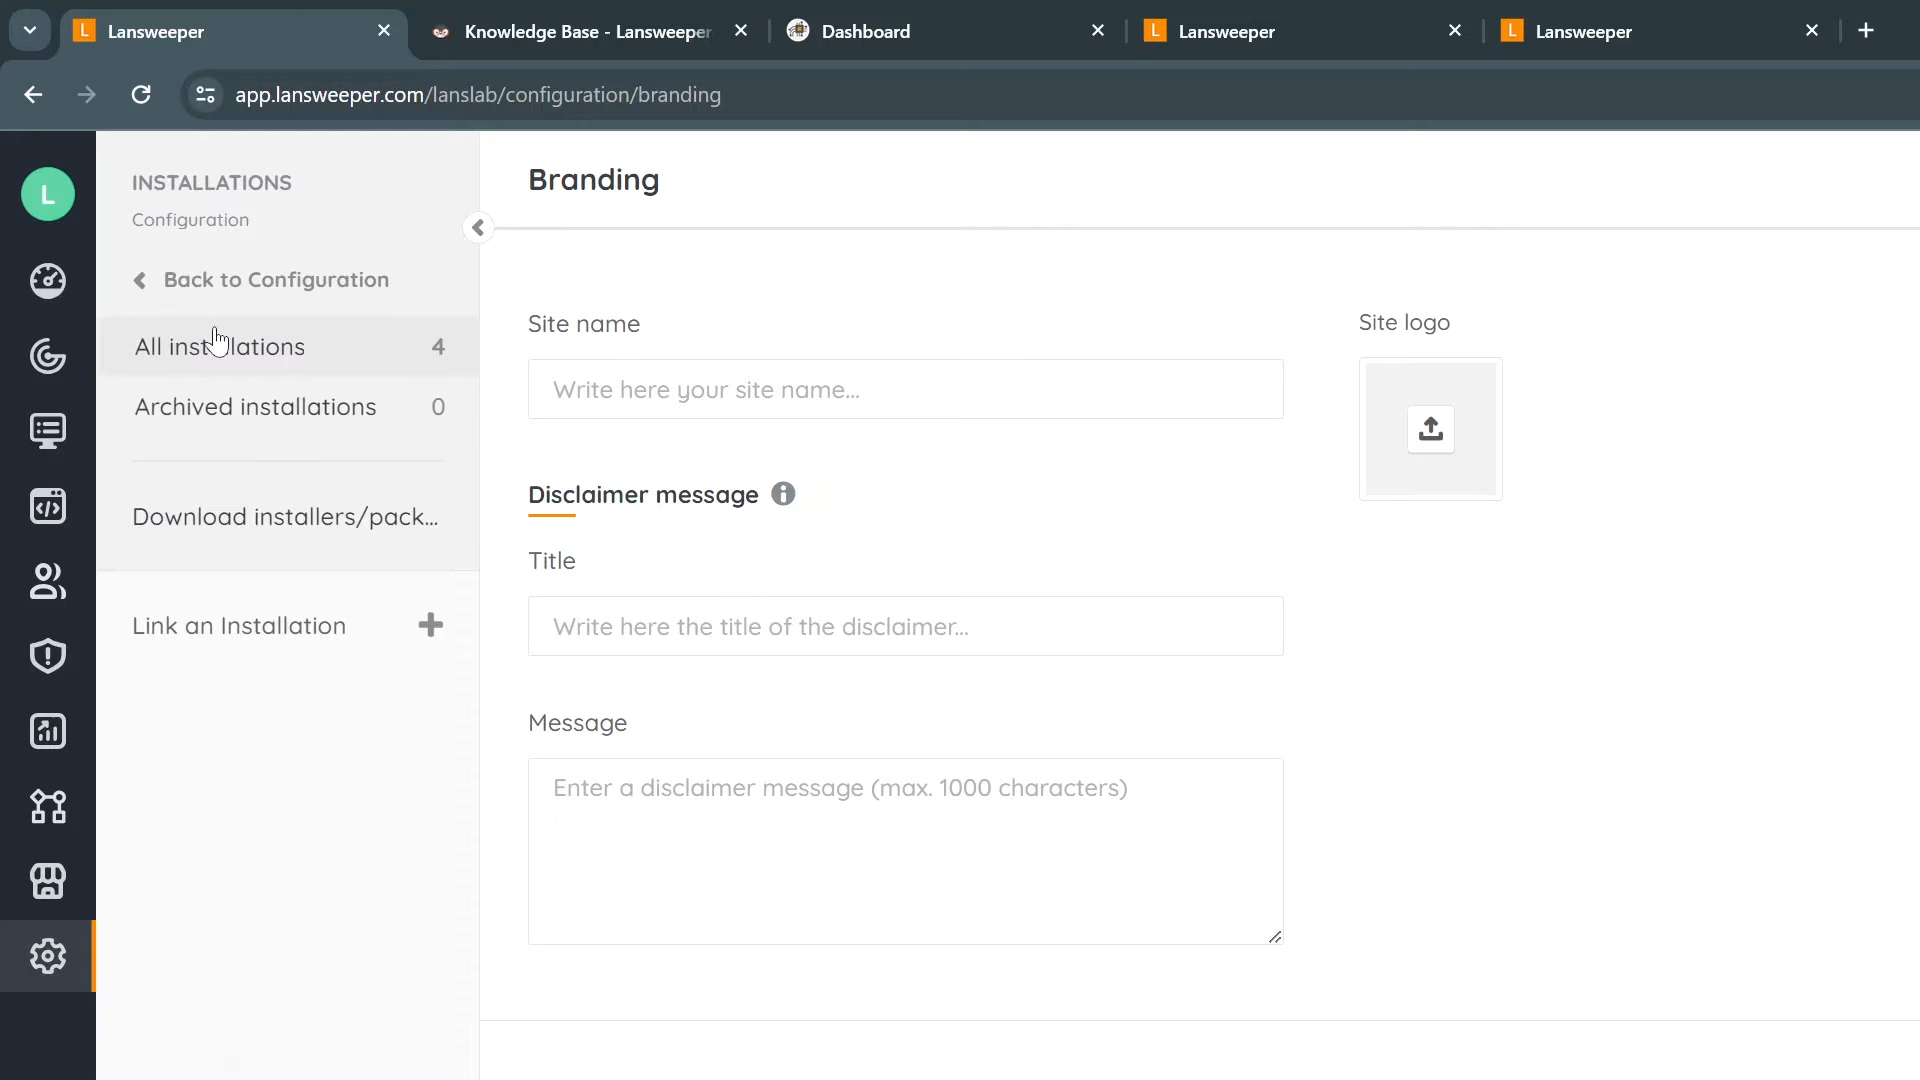 Lansweeper
Knowledge Base - Lansweeper
Dashboard
Lansweeper
Lansweeper
app.lansweeper.com/lanslab/configuration/branding
L
INSTALLATIONS
Configuration
Back to Configuration
All installations 4
Archived installations 0
Download installers/pack...
Link an Installation
Branding
Site name
Write here your site name...
Site logo
Disclaimer message
Title
Write here the title of the disclaimer...
Message
Enter a disclaimer message (max. 1000 characters)